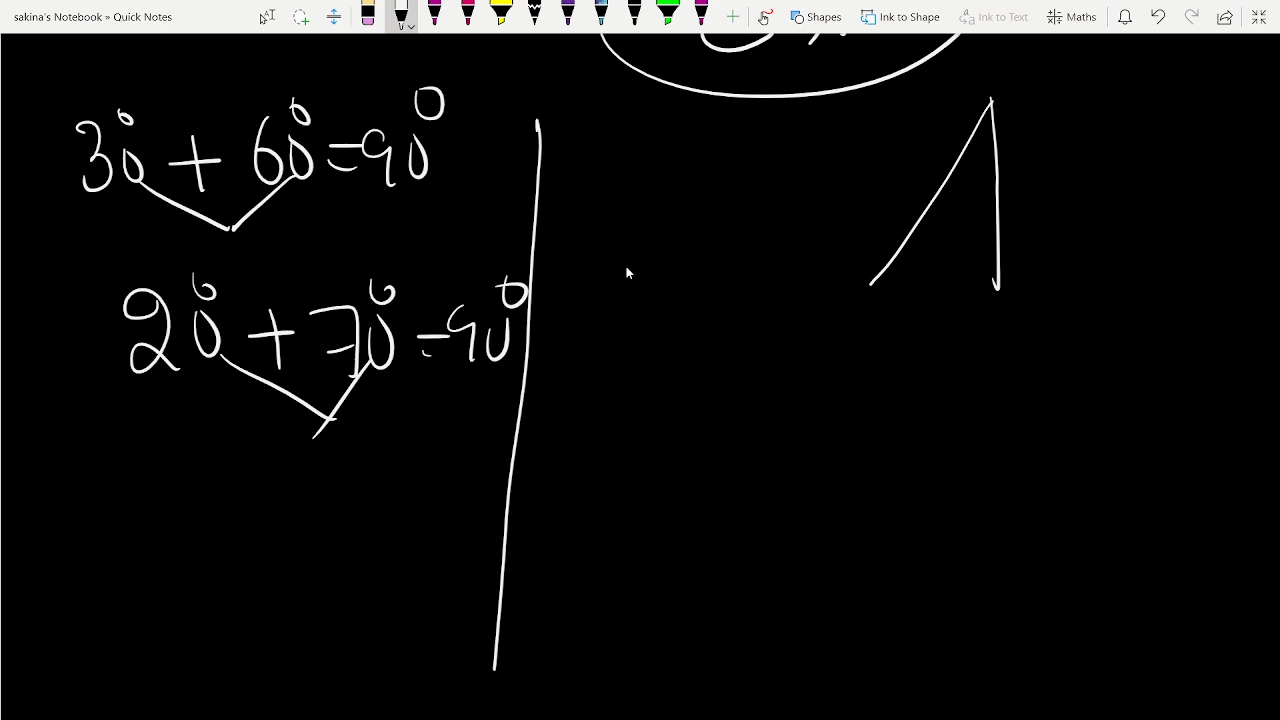 sakina's Notebook » Quick Notes
Shapes
Ink to Shape
Ink to Text
Maths
30° + 60° = 90°
20° + 70° = 90°